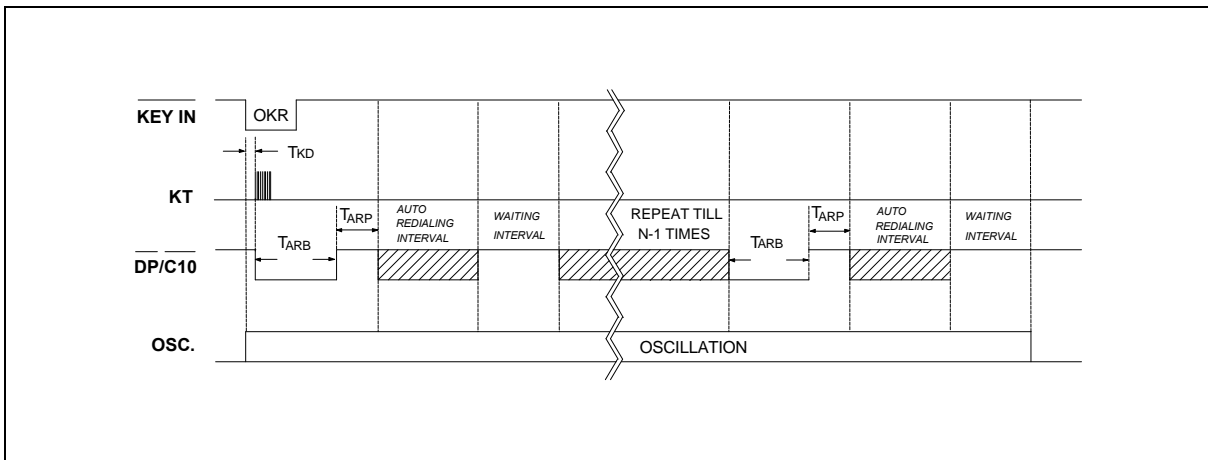 KEY IN
OKR
TKD
KT
TARP
AUTO
REDIALING
INTERVAL
WAITING
INTERVAL
REPEAT TILL
N-1 TIMES
TARB
TARP
AUTO
REDIALING
INTERVAL
WAITING
INTERVAL
TARB
DP/C10
OSC.
OSCILLATION